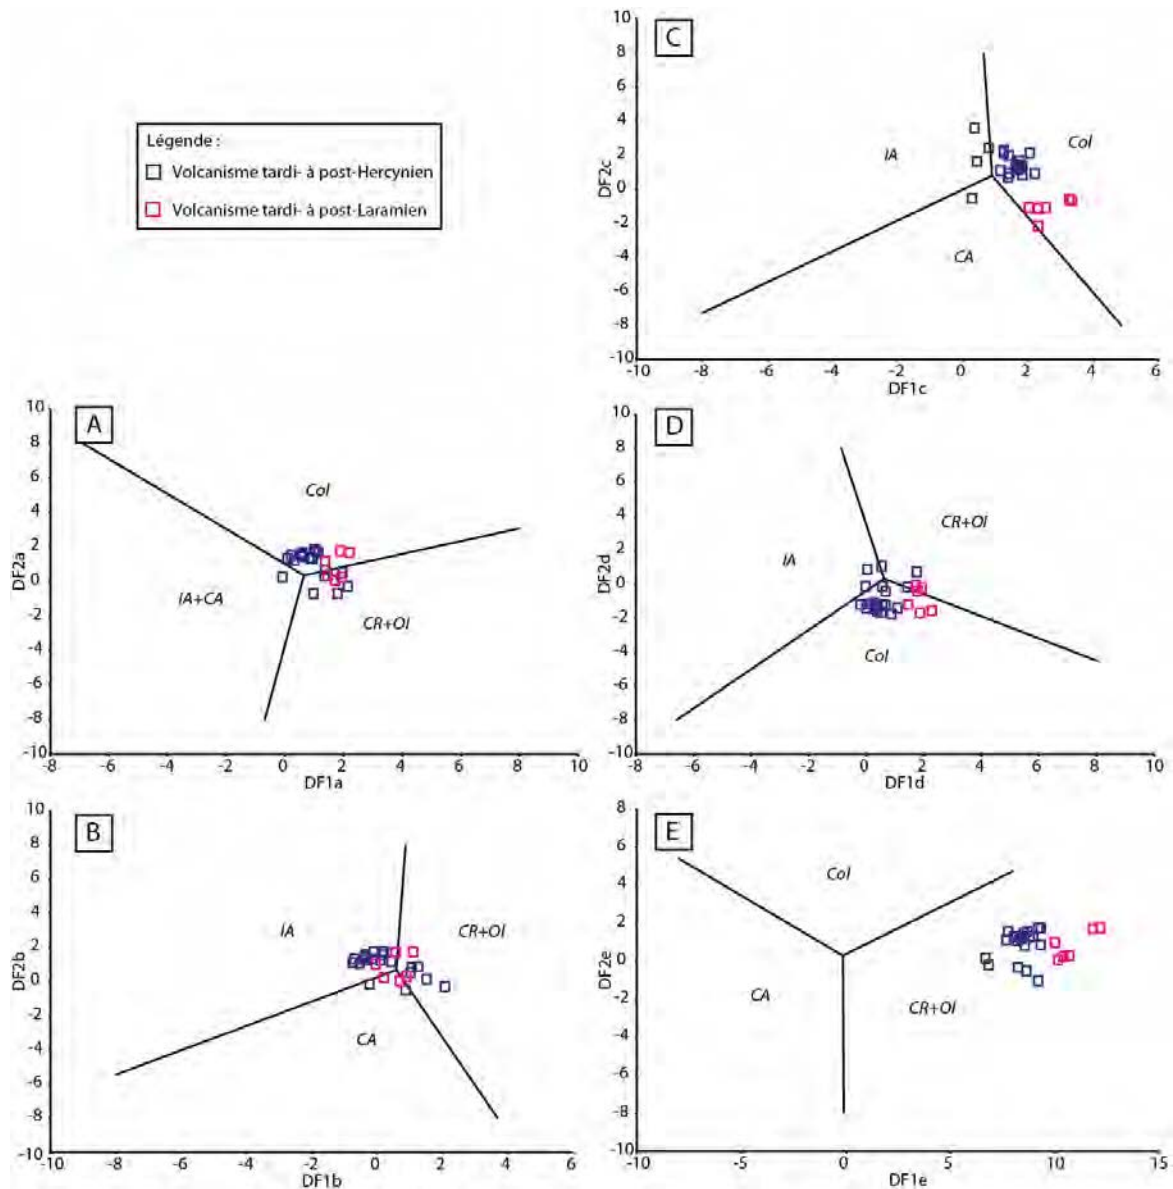 Légende :
Volcanisme tardi- à post-Hercynien
Volcanisme tardi- à post-Laramien
C
10
8
6
4
2
0
-2
-4
-6
-8
-10
DF2c
IA
Col
CA
-10 -8 -6 -4 -2 0 2 4 6
DF1c
A
10
8
6
4
2
0
-2
-4
-6
-8
-10
DF2a
Col
IA+CA
CR+OI
-10 -8 -6 -4 -2 0 2 4 6 8 10
DF1a
D
10
8
6
4
2
0
-2
-4
-6
-8
-10
DF2d
CR+OI
IA
Col
-8 -6 -4 -2 0 2 4 6 8 10
DF1d
B
10
8
6
4
2
0
-2
-4
-6
-8
-10
DF2b
IA
CR+OI
CA
-10 -8 -6 -4 -2 0 2 4 6
DF1b
E
8
6
4
2
0
-2
-4
-6
-8
-10
DF2e
Col
CA
CR+OI
-10 -5 0 5 10 15
DF1e